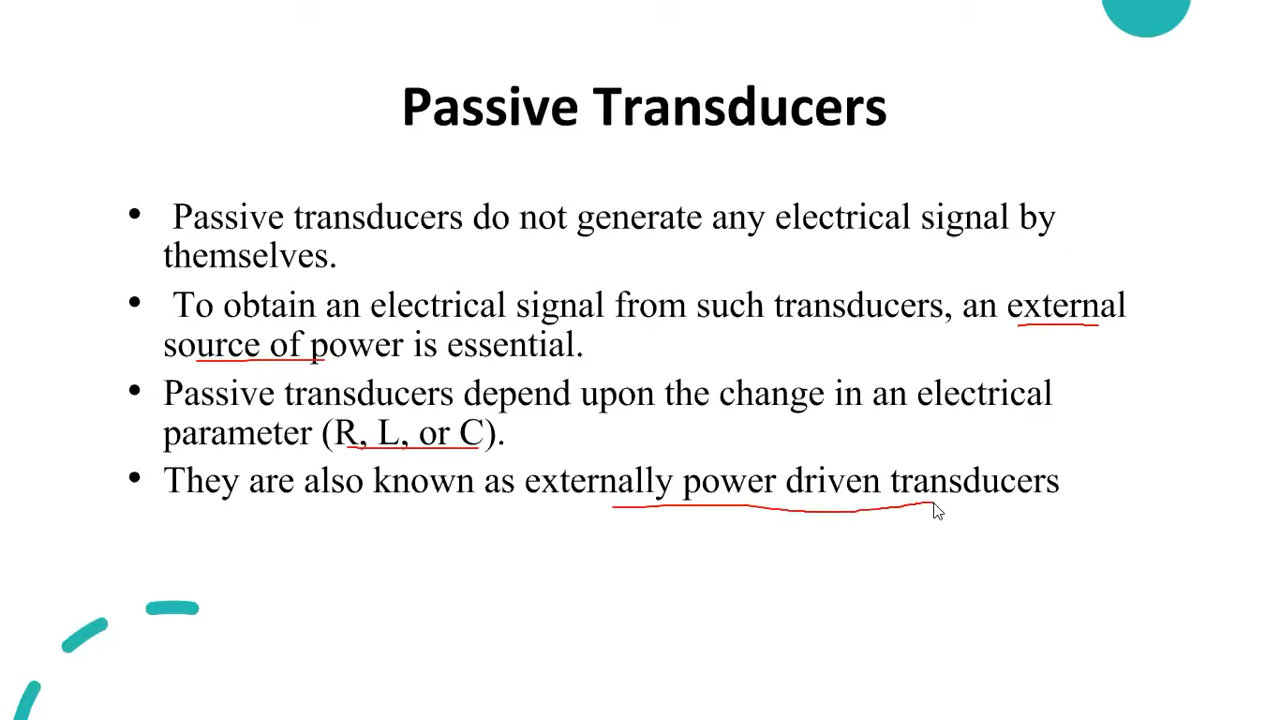 Passive Transducers
• Passive transducers do not generate any electrical signal by
themselves.
• To obtain an electrical signal from such transducers, an external
source of power is essential.
• Passive transducers depend upon the change in an electrical
parameter (R, L, or C).
• They are also known as externally power driven transducers